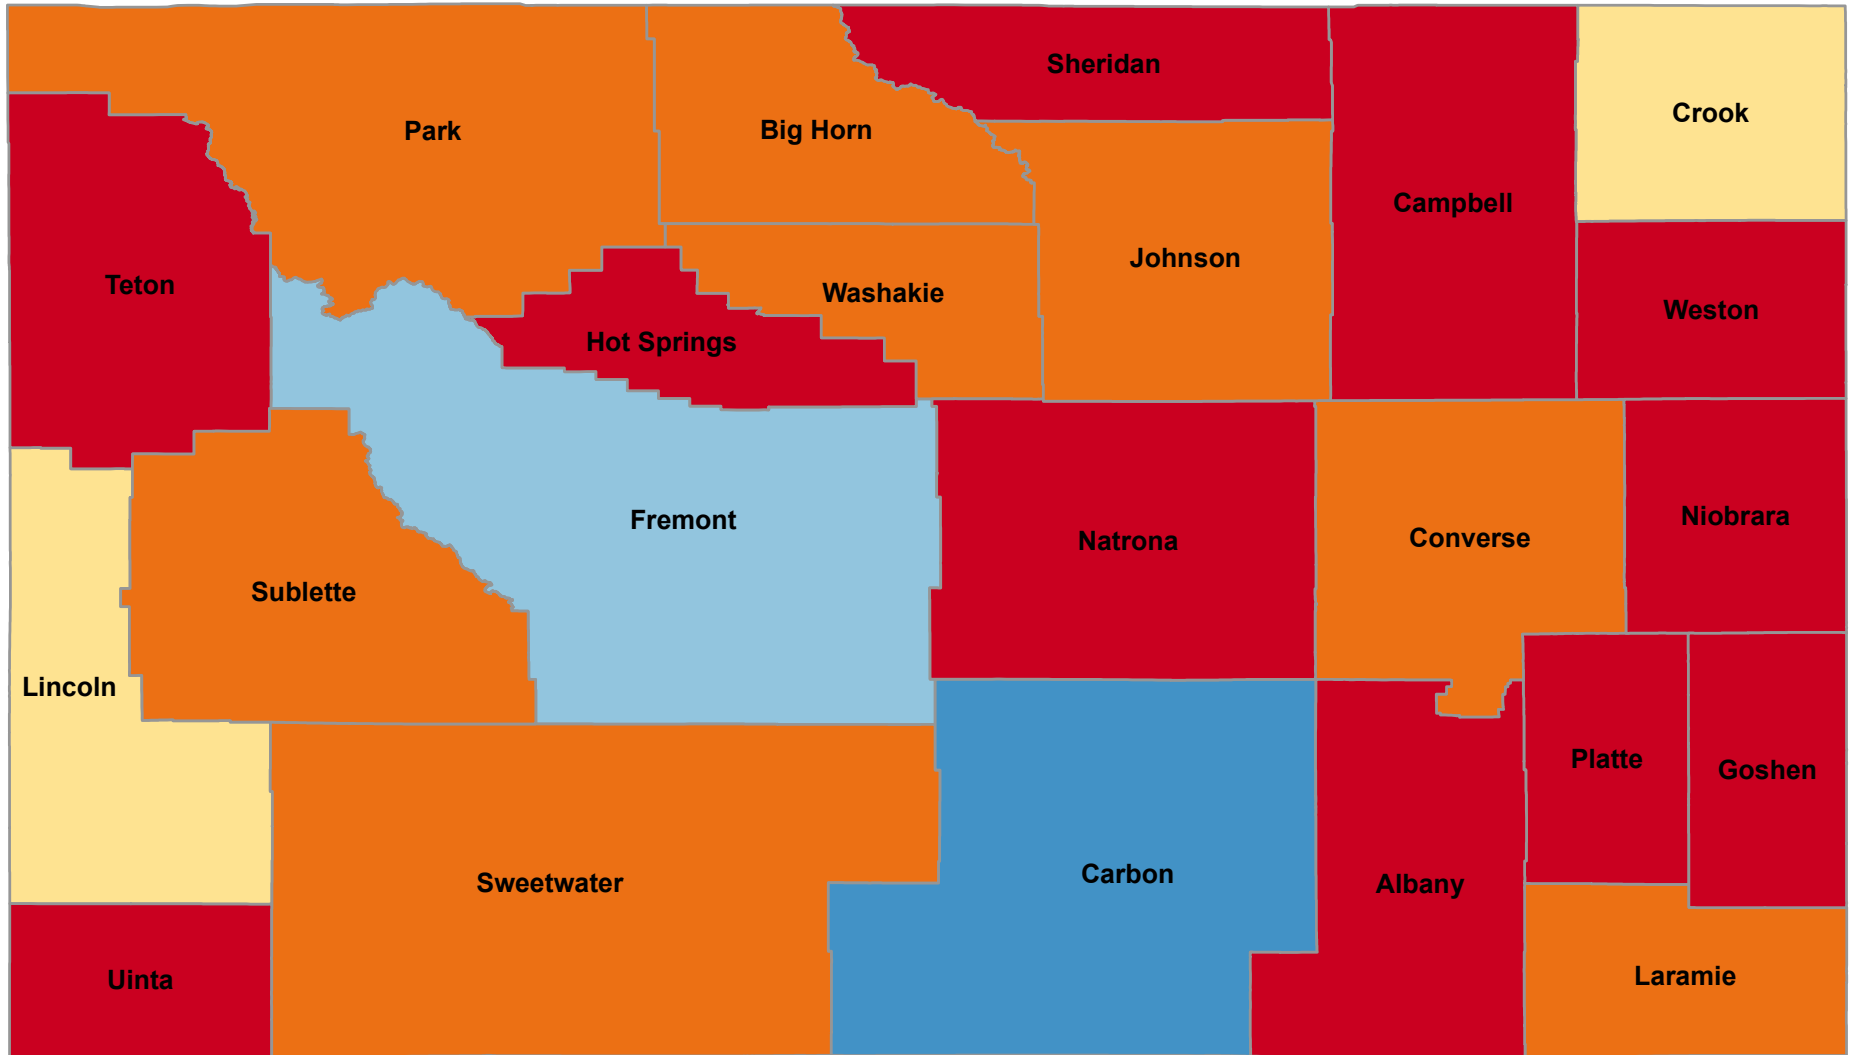 Sheridan
Crook
Park
Big Horn
Campbell
Johnson
Teton
Washakie
Weston
Hot Springs
Niobrara
Fremont
Converse
Natrona
Sublette
Lincoln
Platte
Goshen
Carbon
Sweetwater
Albany
Laramie
Uinta